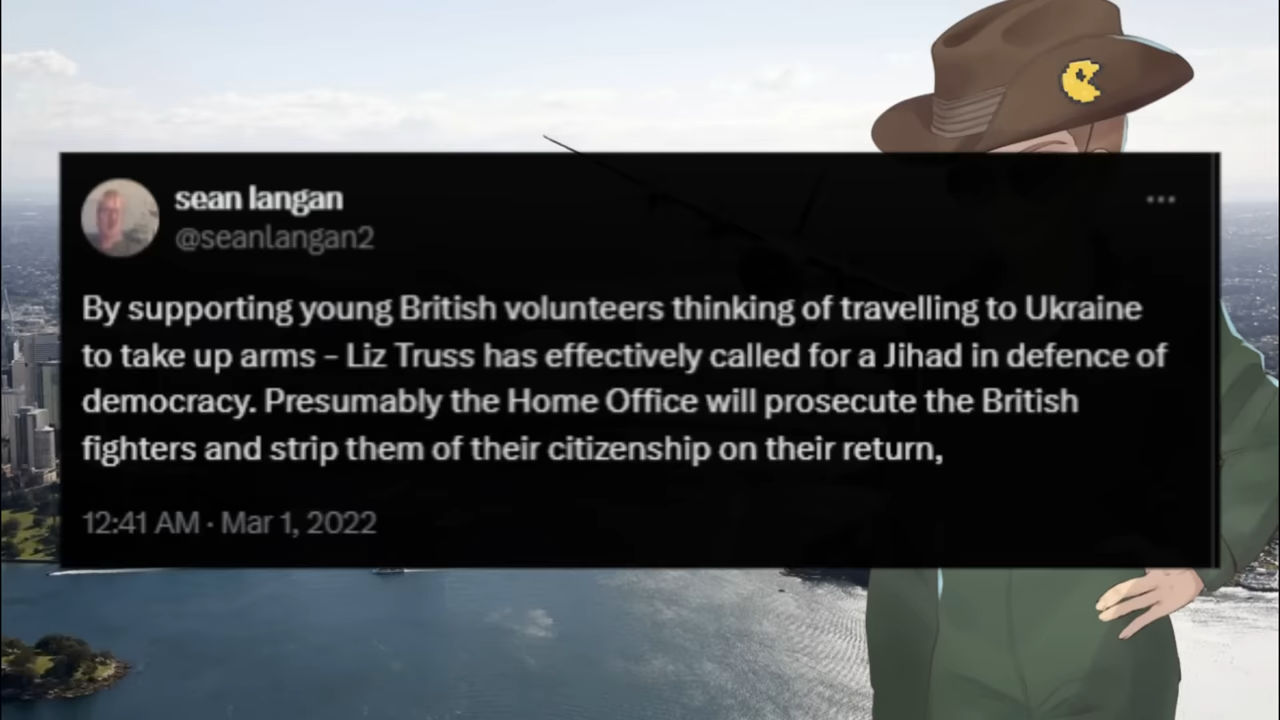 sean langan
@seanlangan2
By supporting young British volunteers thinking of travelling to Ukraine
to take up arms – Liz Truss has effectively called for a Jihad in defence of
democracy. Presumably the Home Office will prosecute the British
fighters and strip them of their citizenship on their return,
12:41 AM · Mar 1, 2022